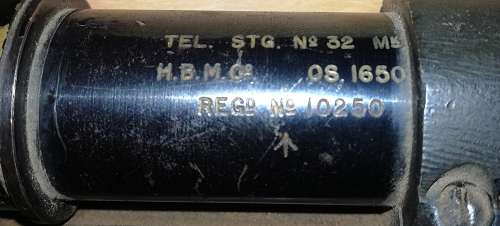 TEL. STG. Nº 32 Mk
H.B.M.Cº OS.1650
REGD Nº 10250